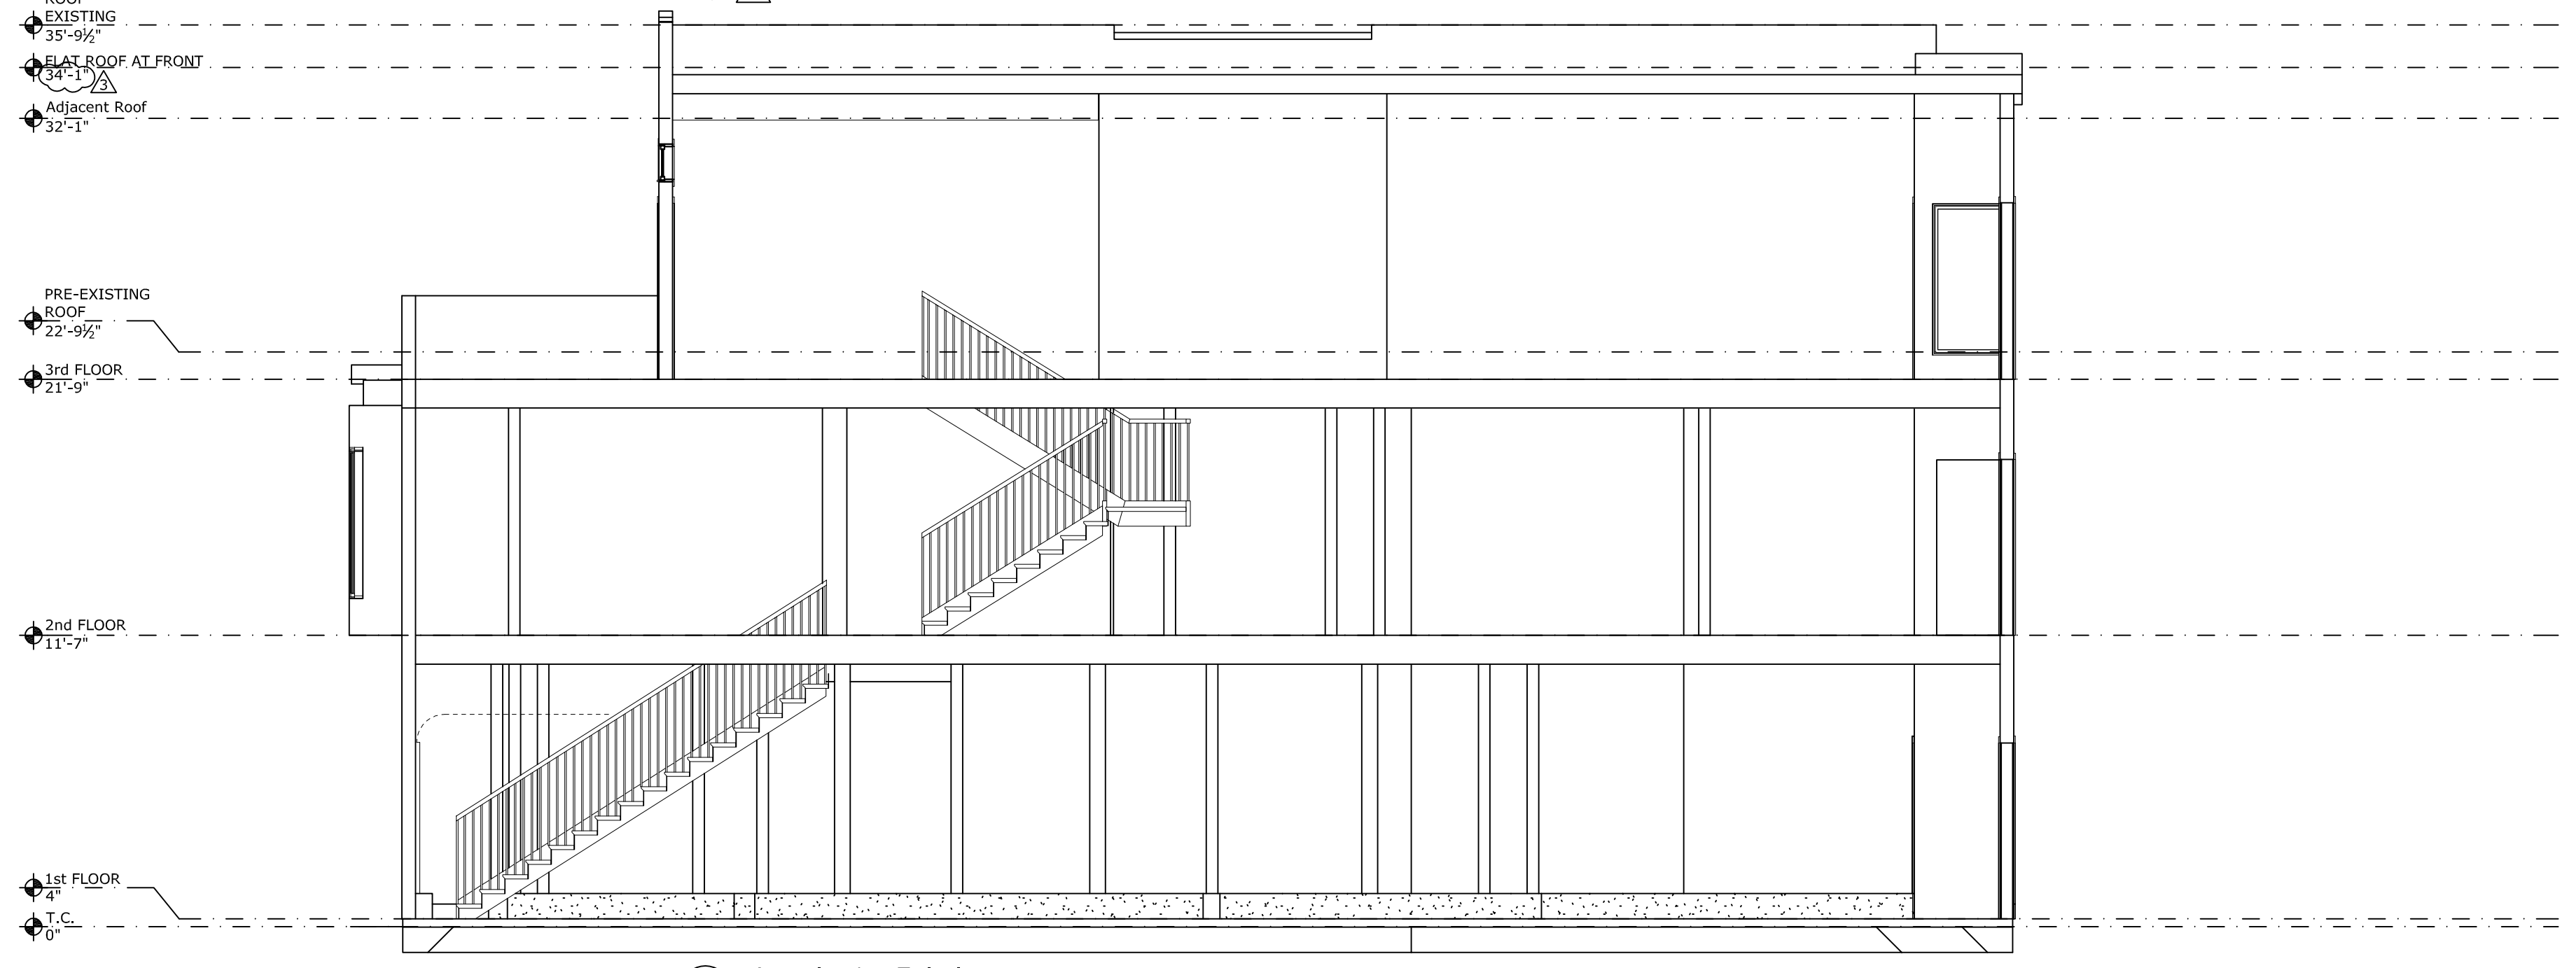 ROOF
EXISTING
35'-9½"
FLAT ROOF AT FRONT
34'-1"
3
Adjacent Roof
32'-1"
PRE-EXISTING
ROOF
22'-9½"
3rd FLOOR
21'-9"
2nd FLOOR
11'-7"
1st FLOOR
4"
T.C.
0"